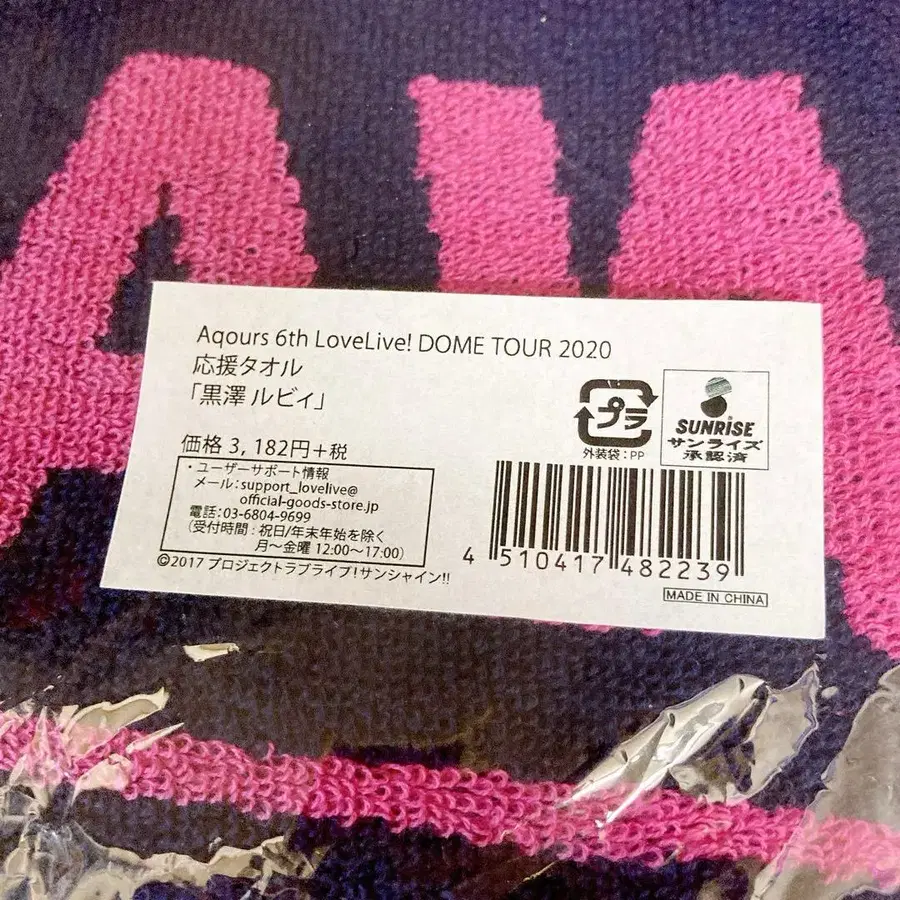 Aqours 6th LoveLive! DOME TOUR 2020
応援タオル
「黒澤 ルビィ」
価格 3,182円+税
・ユーザーサポート情報
メール:support_lovelive@
official-goods-store.jp
電話:03-6804-9699
(受付時間:祝日/年末年始を除く
月〜金曜 12:00〜17:00)
©2017 プロジェクトラブライブ!サンシャイン!!
プラ
外装袋:PP
SUNRISE
サンライズ
承認済
4 510417 482239
MADE IN CHINA